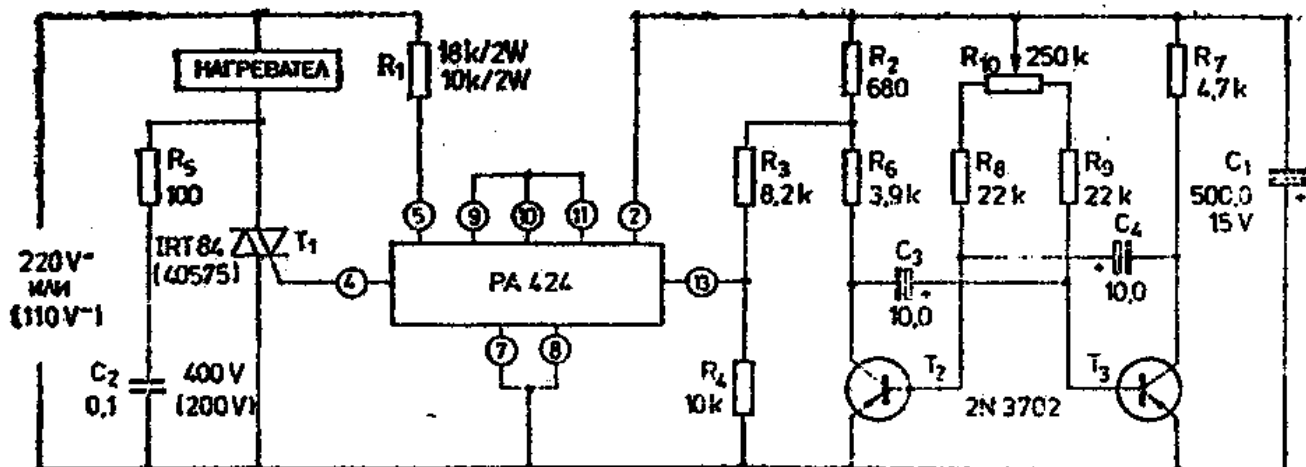 220V~
ИЛИ
(110V~)
НАГРЕВАТЕЛ
R5
100
C2
0,1
400V
(200V)
IRT84
(40575)
T1
R1
18k/2W
10k/2W
5
9
10
11
2
4
PA 424
13
7
8
R2
680
R3
8,2k
R6
3,9k
R4
10k
R10
250k
R8
22k
R9
22k
R7
4,7k
C1
500,0
15V
+
C3
+
10,0
C4
+
10,0
T2
2N 3702
T3